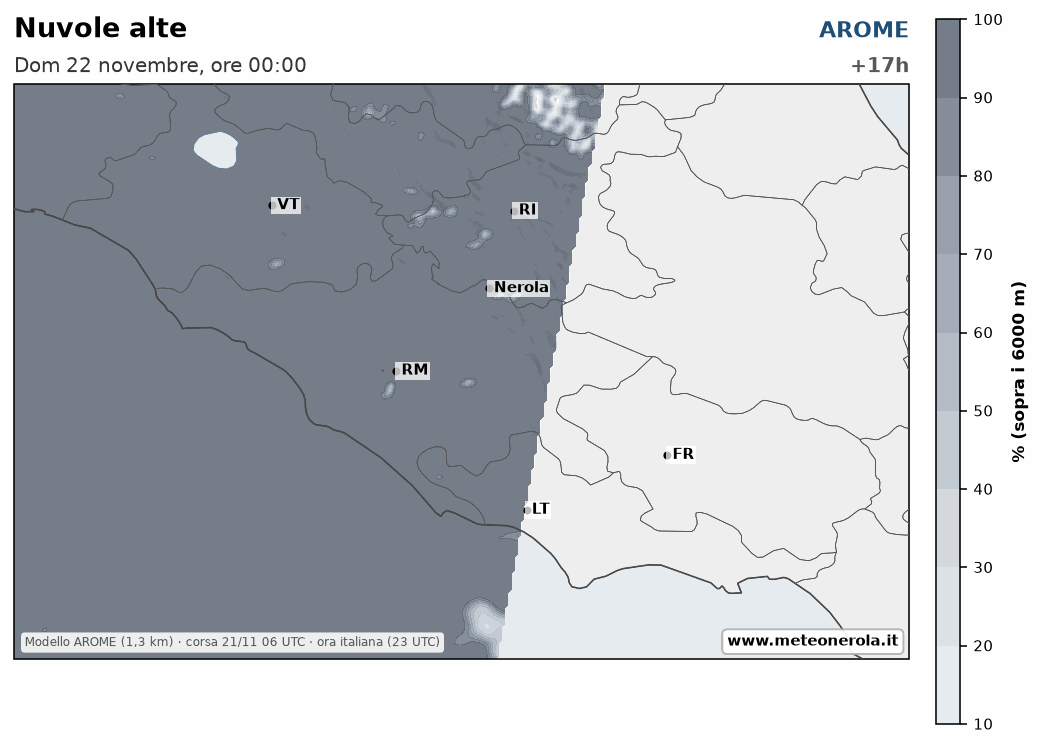 Nuvole alte
AROME
Dom 22 novembre, ore 00:00
+17h
VT
RI
Nerola
RM
FR
LT
Modello AROME (1,3 km) · corsa 21/11 06 UTC · ora italiana (23 UTC)
www.meteonerola.it
100
90
80
70
60
50
40
30
20
10
% (sopra i 6000 m)